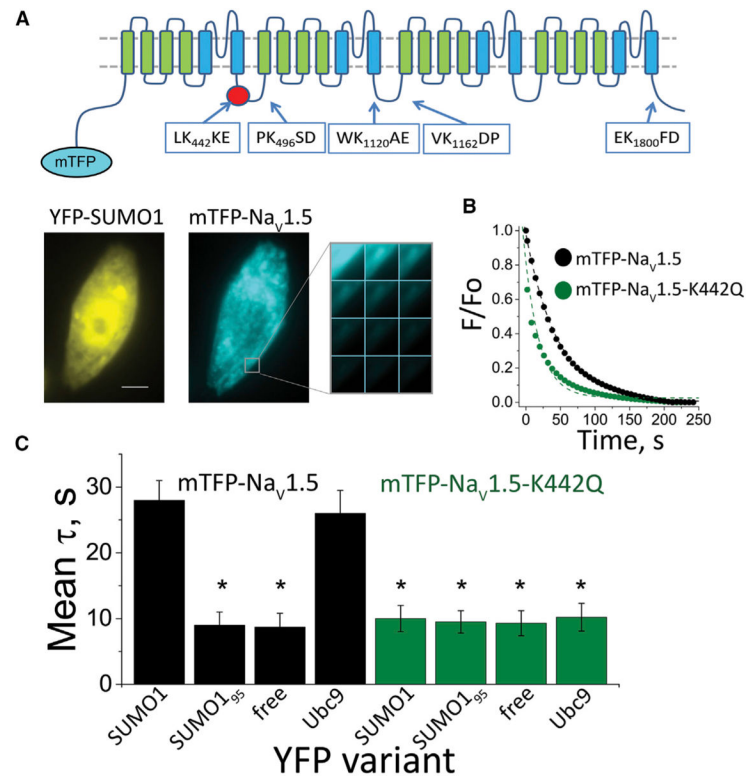 A
mTFP
LK₄₄₂KE
PK₄₉₆SD
WK₁₁₂₀AE
VK₁₁₆₂DP
EK₁₈₀₀FD
YFP-SUMO1
mTFP-Naᵥ1.5
B
F/Fo
1.0
0.8
0.6
0.4
0.2
0.0
mTFP-Naᵥ1.5
mTFP-Naᵥ1.5-K442Q
0 50 100 150 200 250
Time, s
C
Mean τ, s
30
20
10
0
mTFP-Naᵥ1.5
mTFP-Naᵥ1.5-K442Q
* * * * * *
SUMO1 SUMO1₉₅ free Ubc9 SUMO1 SUMO1₉₅ free Ubc9
YFP variant